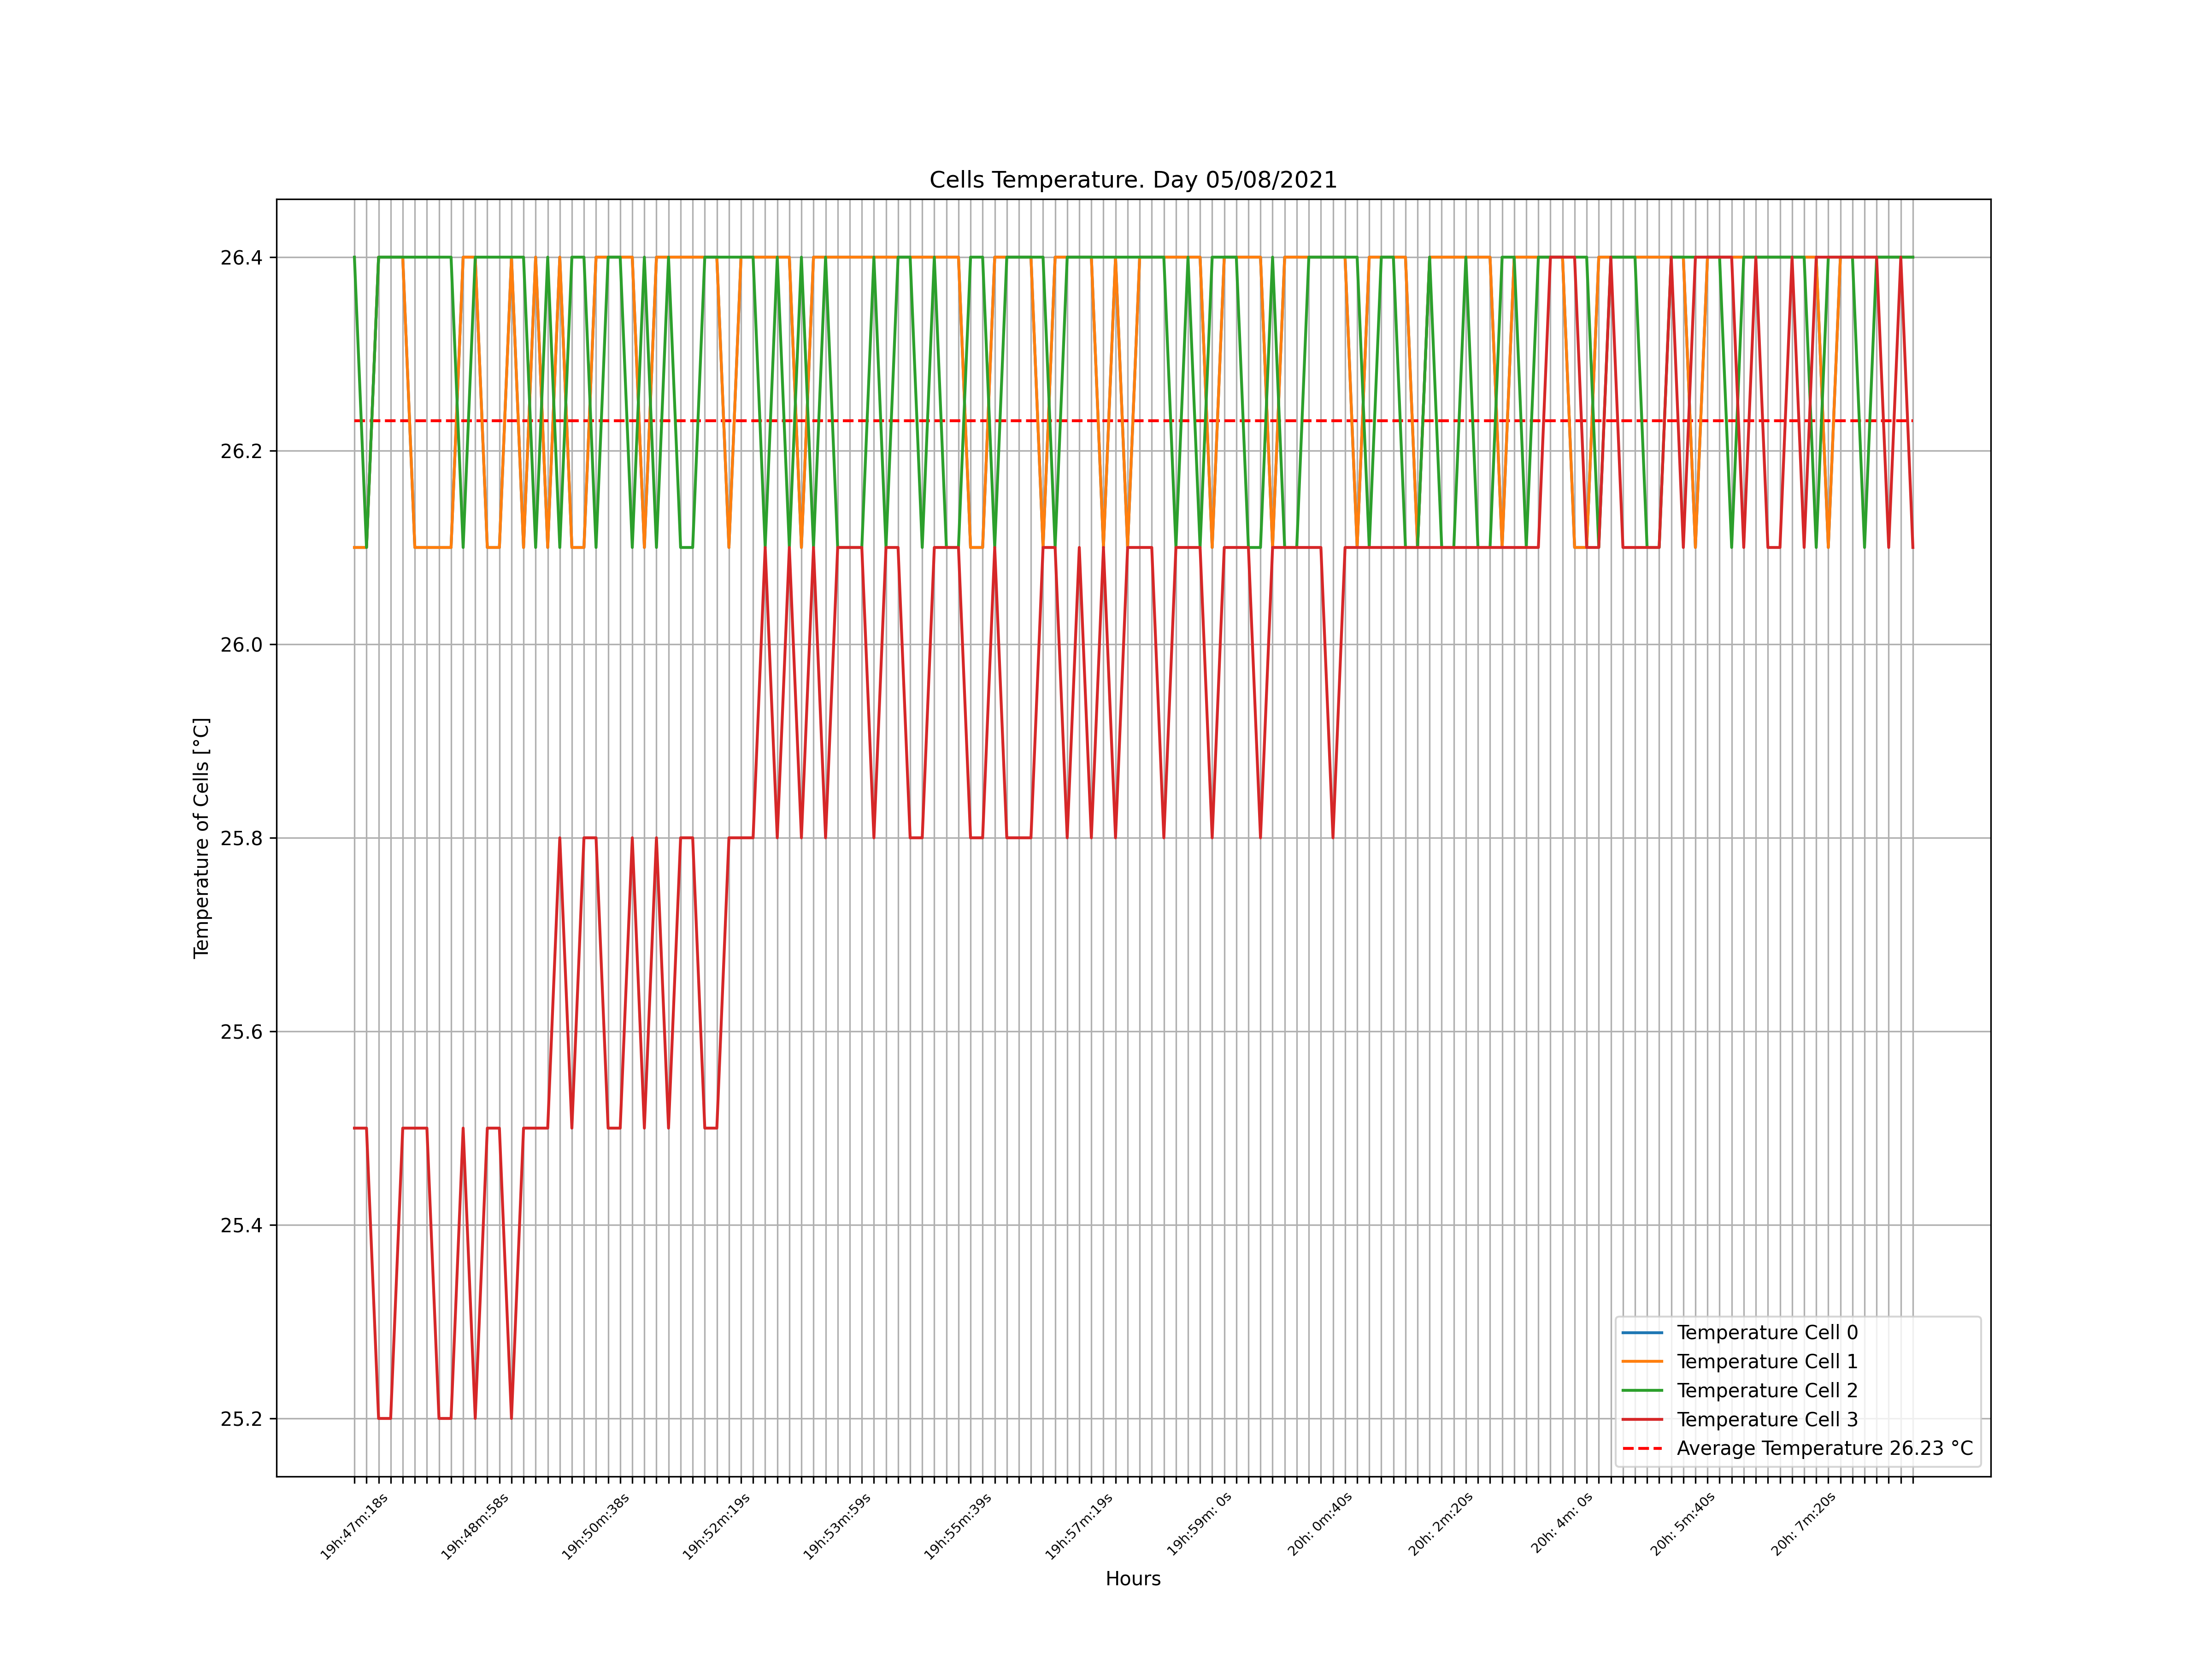 Cells Temperature. Day 05/08/2021
26.4
26.2
26.0
25.8
25.6
25.4
25.2
Temperature of Cells [°C]
Temperature Cell 0
Temperature Cell 1
Temperature Cell 2
Temperature Cell 3
Average Temperature 26.23 °C
19h:47m:18s
19h:48m:58s
19h:50m:38s
19h:52m:19s
19h:53m:59s
19h:55m:39s
19h:57m:19s
19h:59m: 0s
20h: 0m:40s
20h: 2m:20s
20h: 4m: 0s
20h: 5m:40s
20h: 7m:20s
Hours